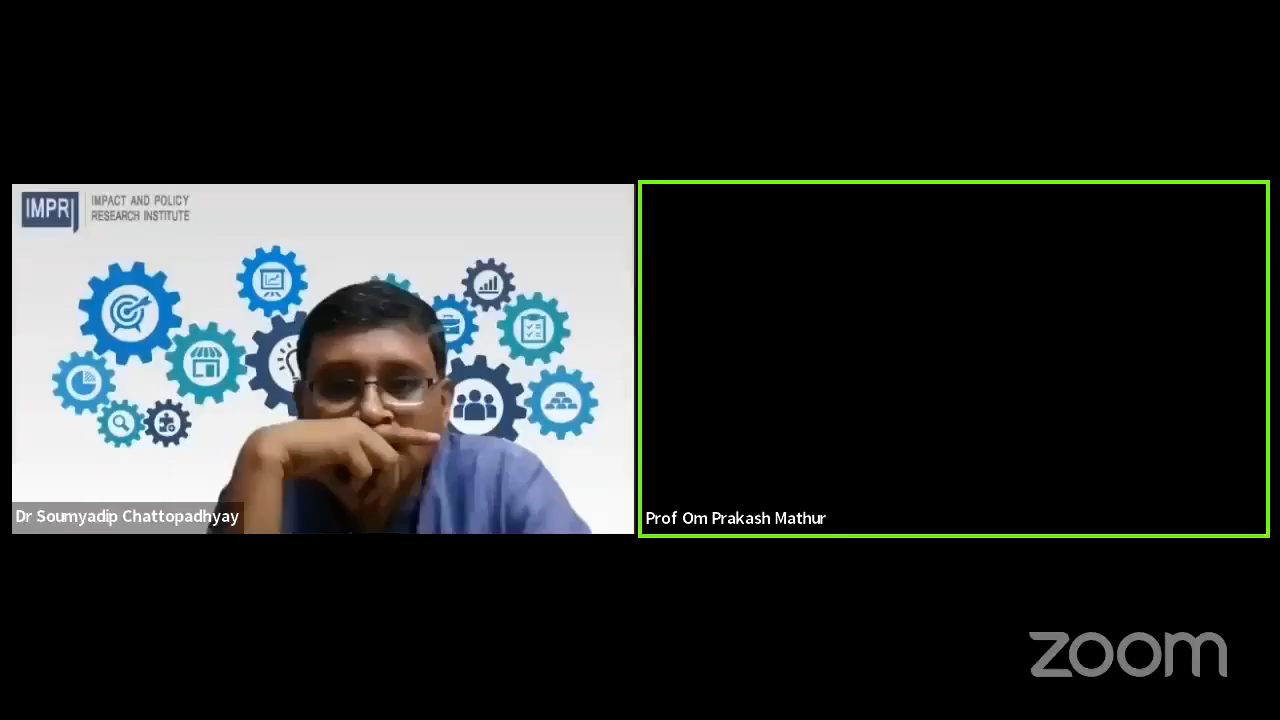 IMPRI
IMPACT AND POLICY
RESEARCH INSTITUTE
Dr Soumyadip Chattopadhyay
Prof Om Prakash Mathur
zoom